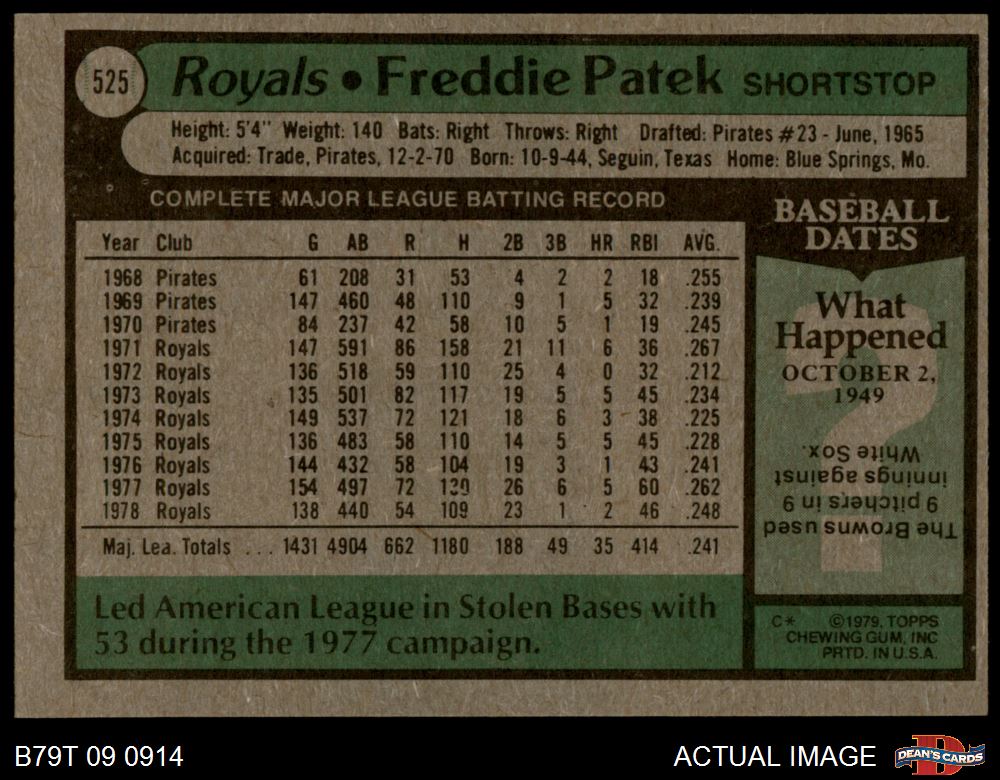 525 Royals • Freddie Patek SHORTSTOP
Height: 5'4" Weight: 140 Bats: Right Throws: Right Drafted: Pirates #23 - June, 1965
Acquired: Trade, Pirates, 12-2-70 Born: 10-9-44, Seguin, Texas Home: Blue Springs, Mo.
COMPLETE MAJOR LEAGUE BATTING RECORD
Year Club G AB R H 2B 3B HR RBI AVG.
1968 Pirates 61 208 31 53 4 2 2 18 .255
1969 Pirates 147 460 48 110 9 1 5 32 .239
1970 Pirates 84 237 42 58 10 5 1 19 .245
1971 Royals 147 591 86 158 21 11 6 36 .267
1972 Royals 136 518 59 110 25 4 0 32 .212
1973 Royals 135 501 82 117 19 5 5 45 .234
1974 Royals 149 537 72 121 18 6 3 38 .225
1975 Royals 136 483 58 110 14 5 5 45 .228
1976 Royals 144 432 58 104 19 3 1 43 .241
1977 Royals 154 497 72 130 26 6 5 60 .262
1978 Royals 138 440 54 109 23 1 2 46 .248
Maj. Lea. Totals ... 1431 4904 662 1180 188 49 35 414 .241
Led American League in Stolen Bases with
53 during the 1977 campaign.
BASEBALL
DATES
What
Happened
OCTOBER 2,
1949
The Browns used
9 pitchers in 9
innings against
White Sox.
C* ©1979, TOPPS
CHEWING GUM, INC
PRTD. IN U.S.A.
B79T 09 0914
ACTUAL IMAGE
DEAN'S CARDS